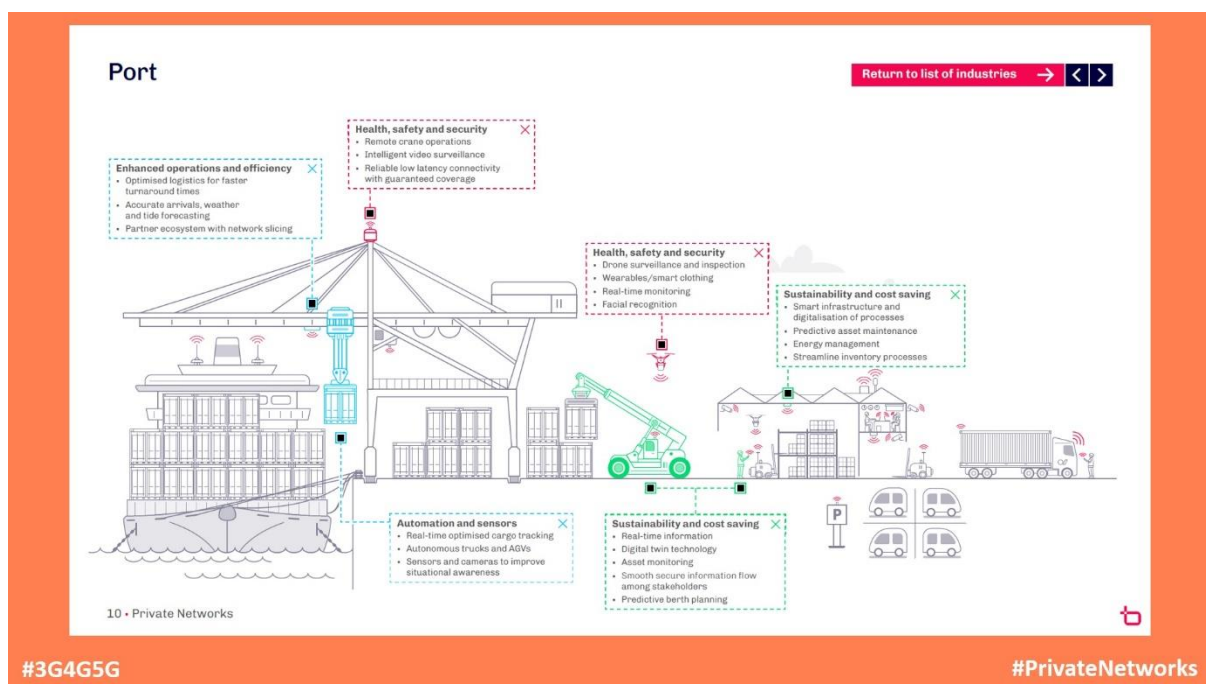 Port
Return to list of industries
Health, safety and security
• Remote crane operations
• Intelligent video surveillance
• Reliable low latency connectivity
with guaranteed coverage
Enhanced operations and efficiency
• Optimised logistics for faster
turnaround times
• Accurate arrivals, weather
and tide forecasting
• Partner ecosystem with network slicing
Health, safety and security
• Drone surveillance and inspection
• Wearables/smart clothing
• Real-time monitoring
• Facial recognition
Sustainability and cost saving
• Smart infrastructure and
digitalisation of processes
• Predictive asset maintenance
• Energy management
• Streamline inventory processes
P
Automation and sensors
• Real-time optimised cargo tracking
• Autonomous trucks and AGVs
• Sensors and cameras to improve
situational awareness
Sustainability and cost saving
• Real-time information
• Digital twin technology
• Asset monitoring
• Smooth secure information flow
among stakeholders
• Predictive berth planning
10 • Private Networks
#3G4G5G
#PrivateNetworks